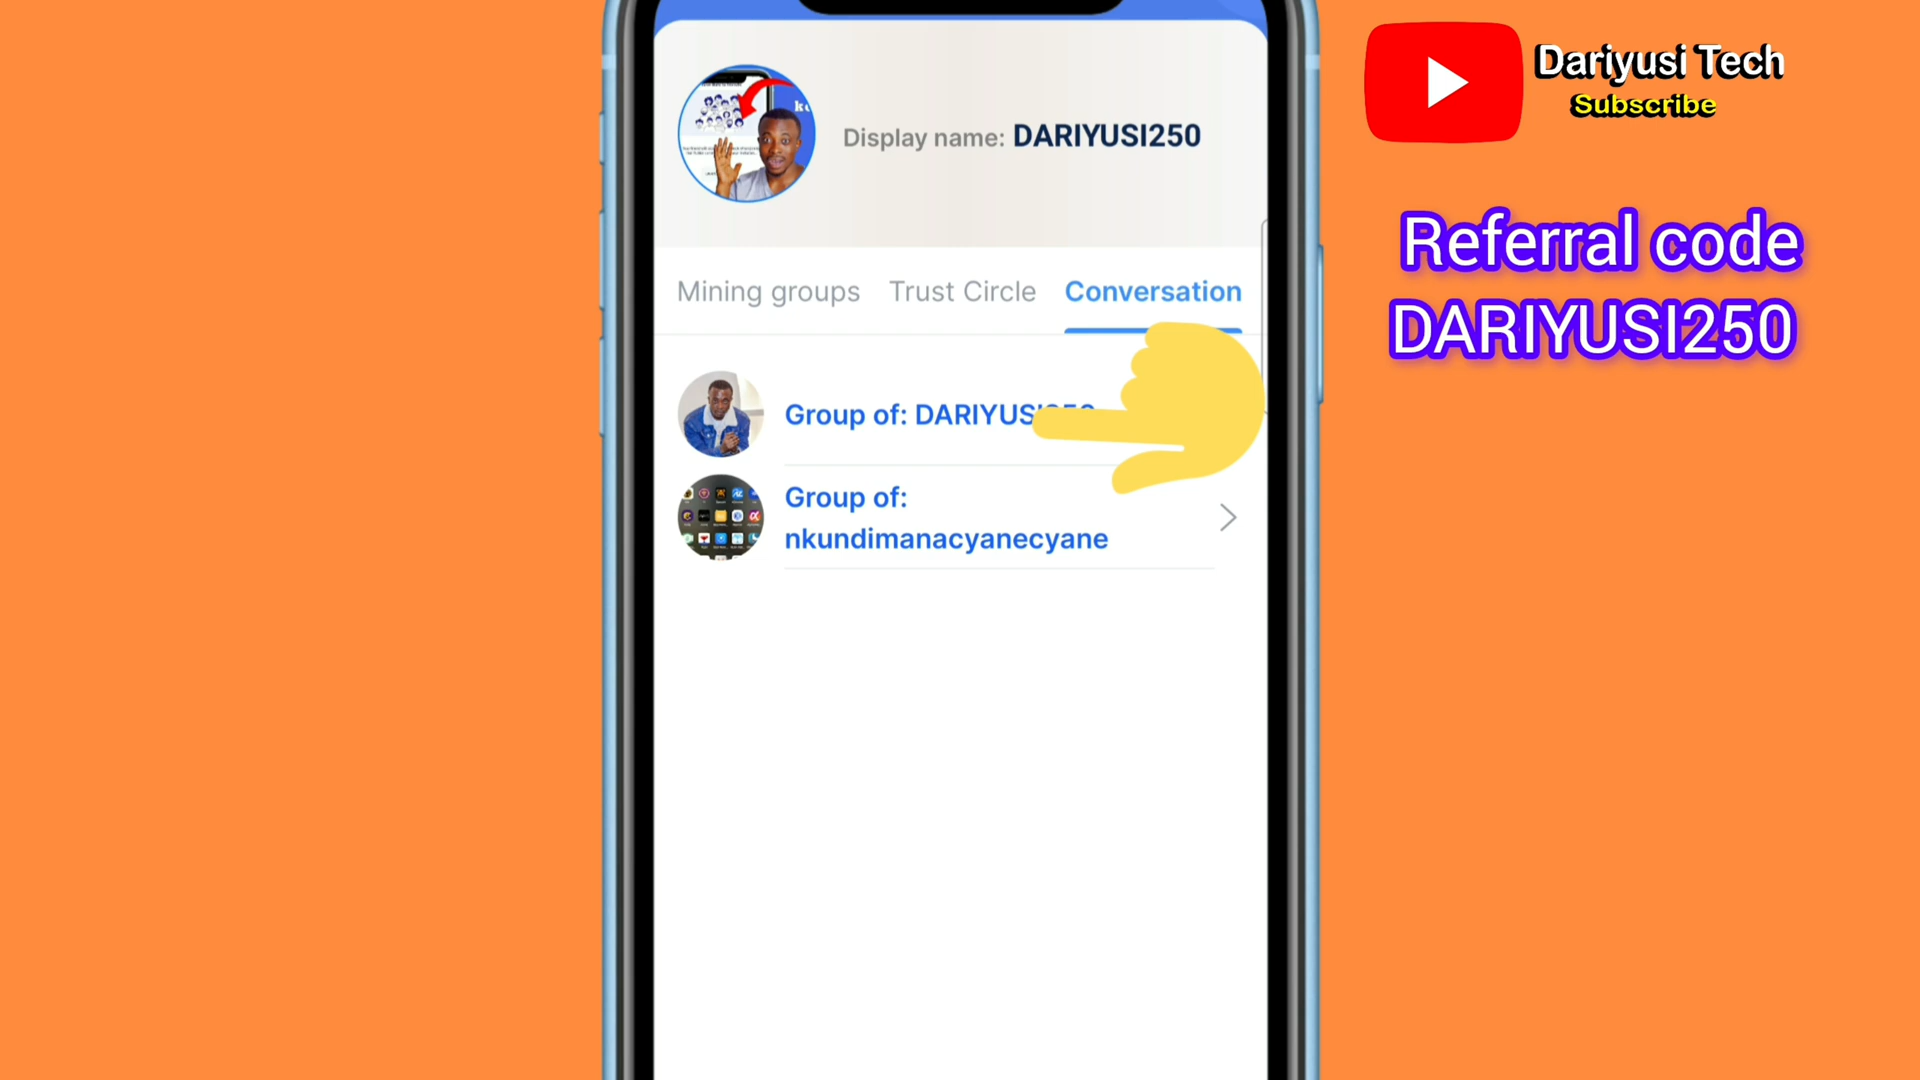 Dariyusi Tech
Subscribe
Display name: DARIYUSI250
Referral code
DARIYUSI250
Mining groups
Trust Circle
Conversation
Group of: DARIYUSI250
Group of:
nkundimanacyanecyane